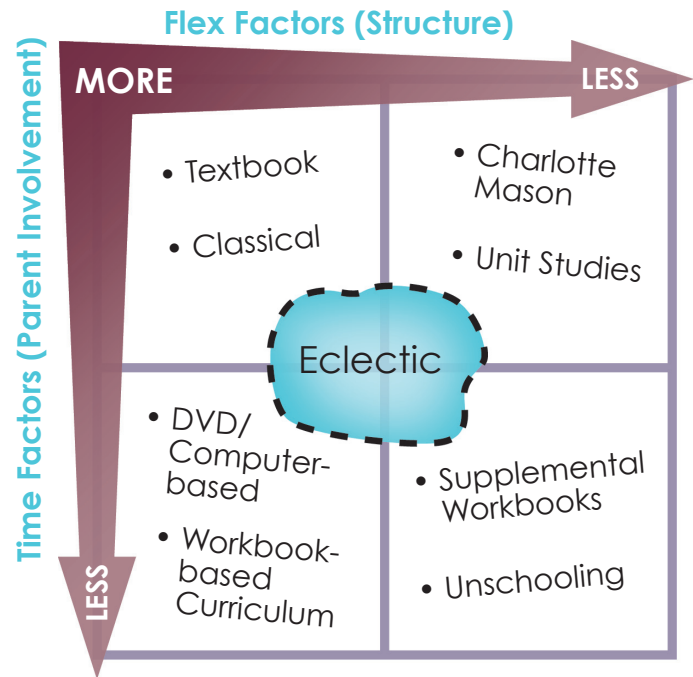 Flex Factors (Structure)
Time Factors (Parent Involvement)
MORE
LESS
LESS
• Textbook
• Classical
• Charlotte
Mason
• Unit Studies
Eclectic
• DVD/
Computer-
based
• Workbook-
based
Curriculum
• Supplemental
Workbooks
• Unschooling